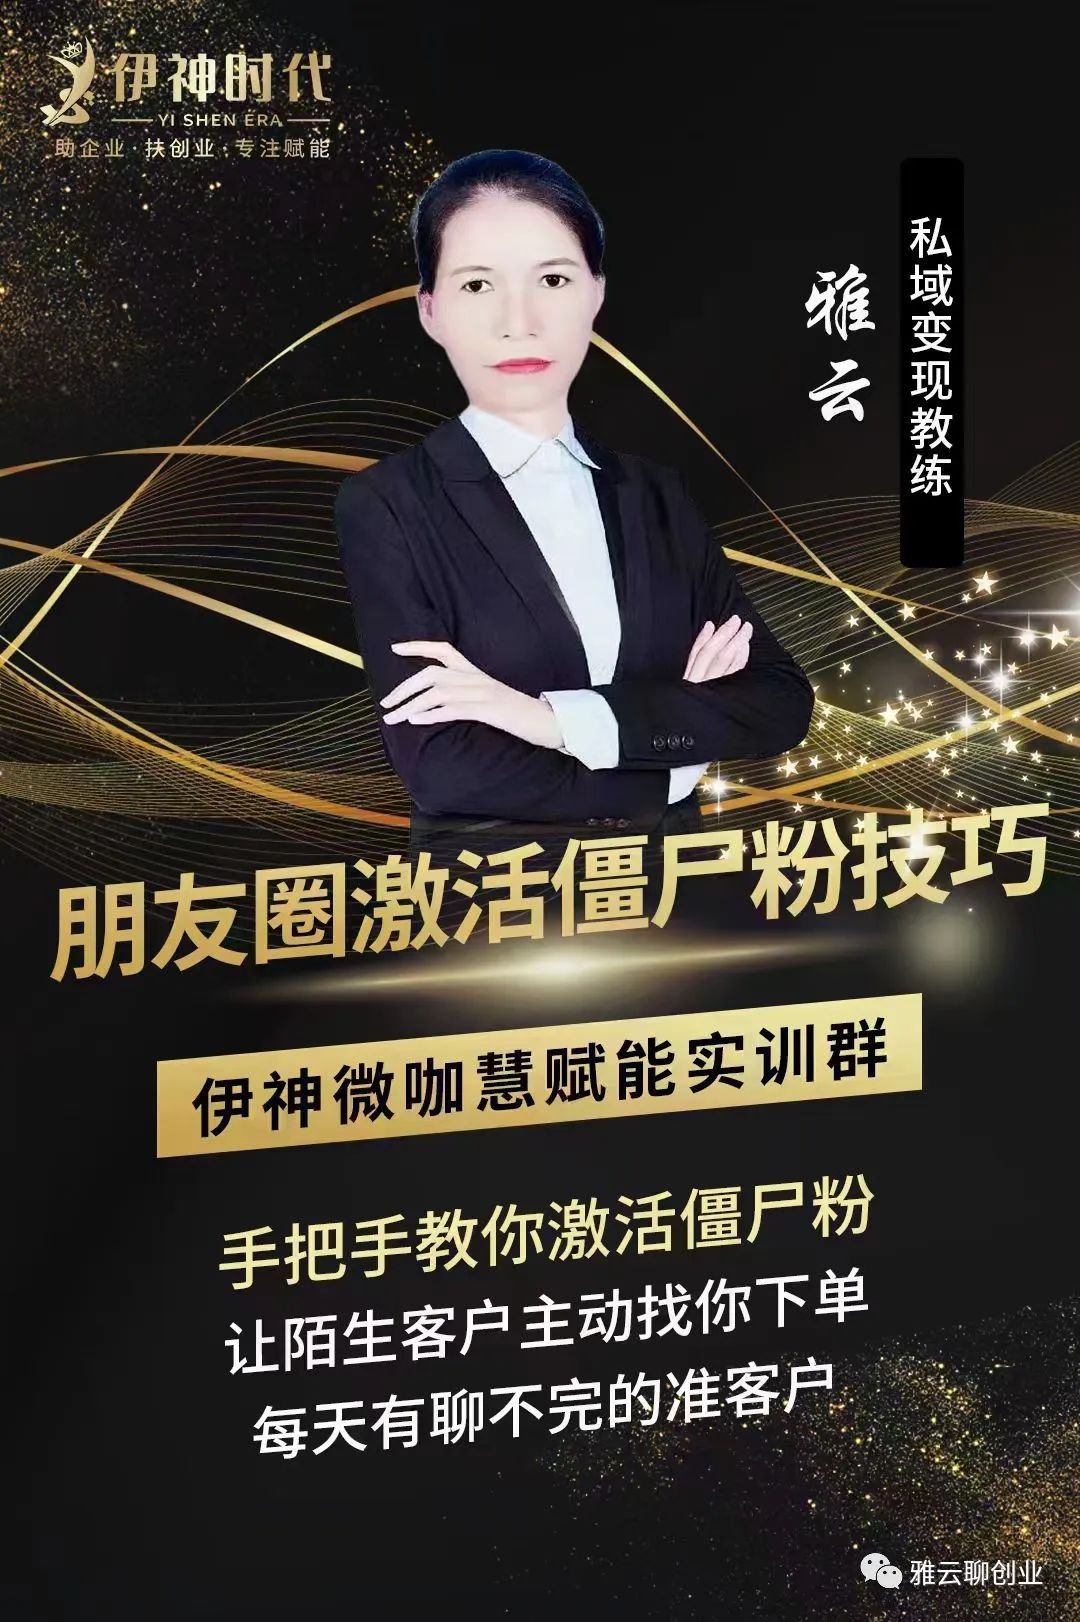 伊神时代
YI SHEN ERA
助企业·扶创业·专注赋能
私域变现教练
雅云
朋友圈激活僵尸粉技巧
伊神微咖慧赋能实训群
手把手教你激活僵尸粉
让陌生客户主动找你下单
每天有聊不完的准客户
雅云聊创业